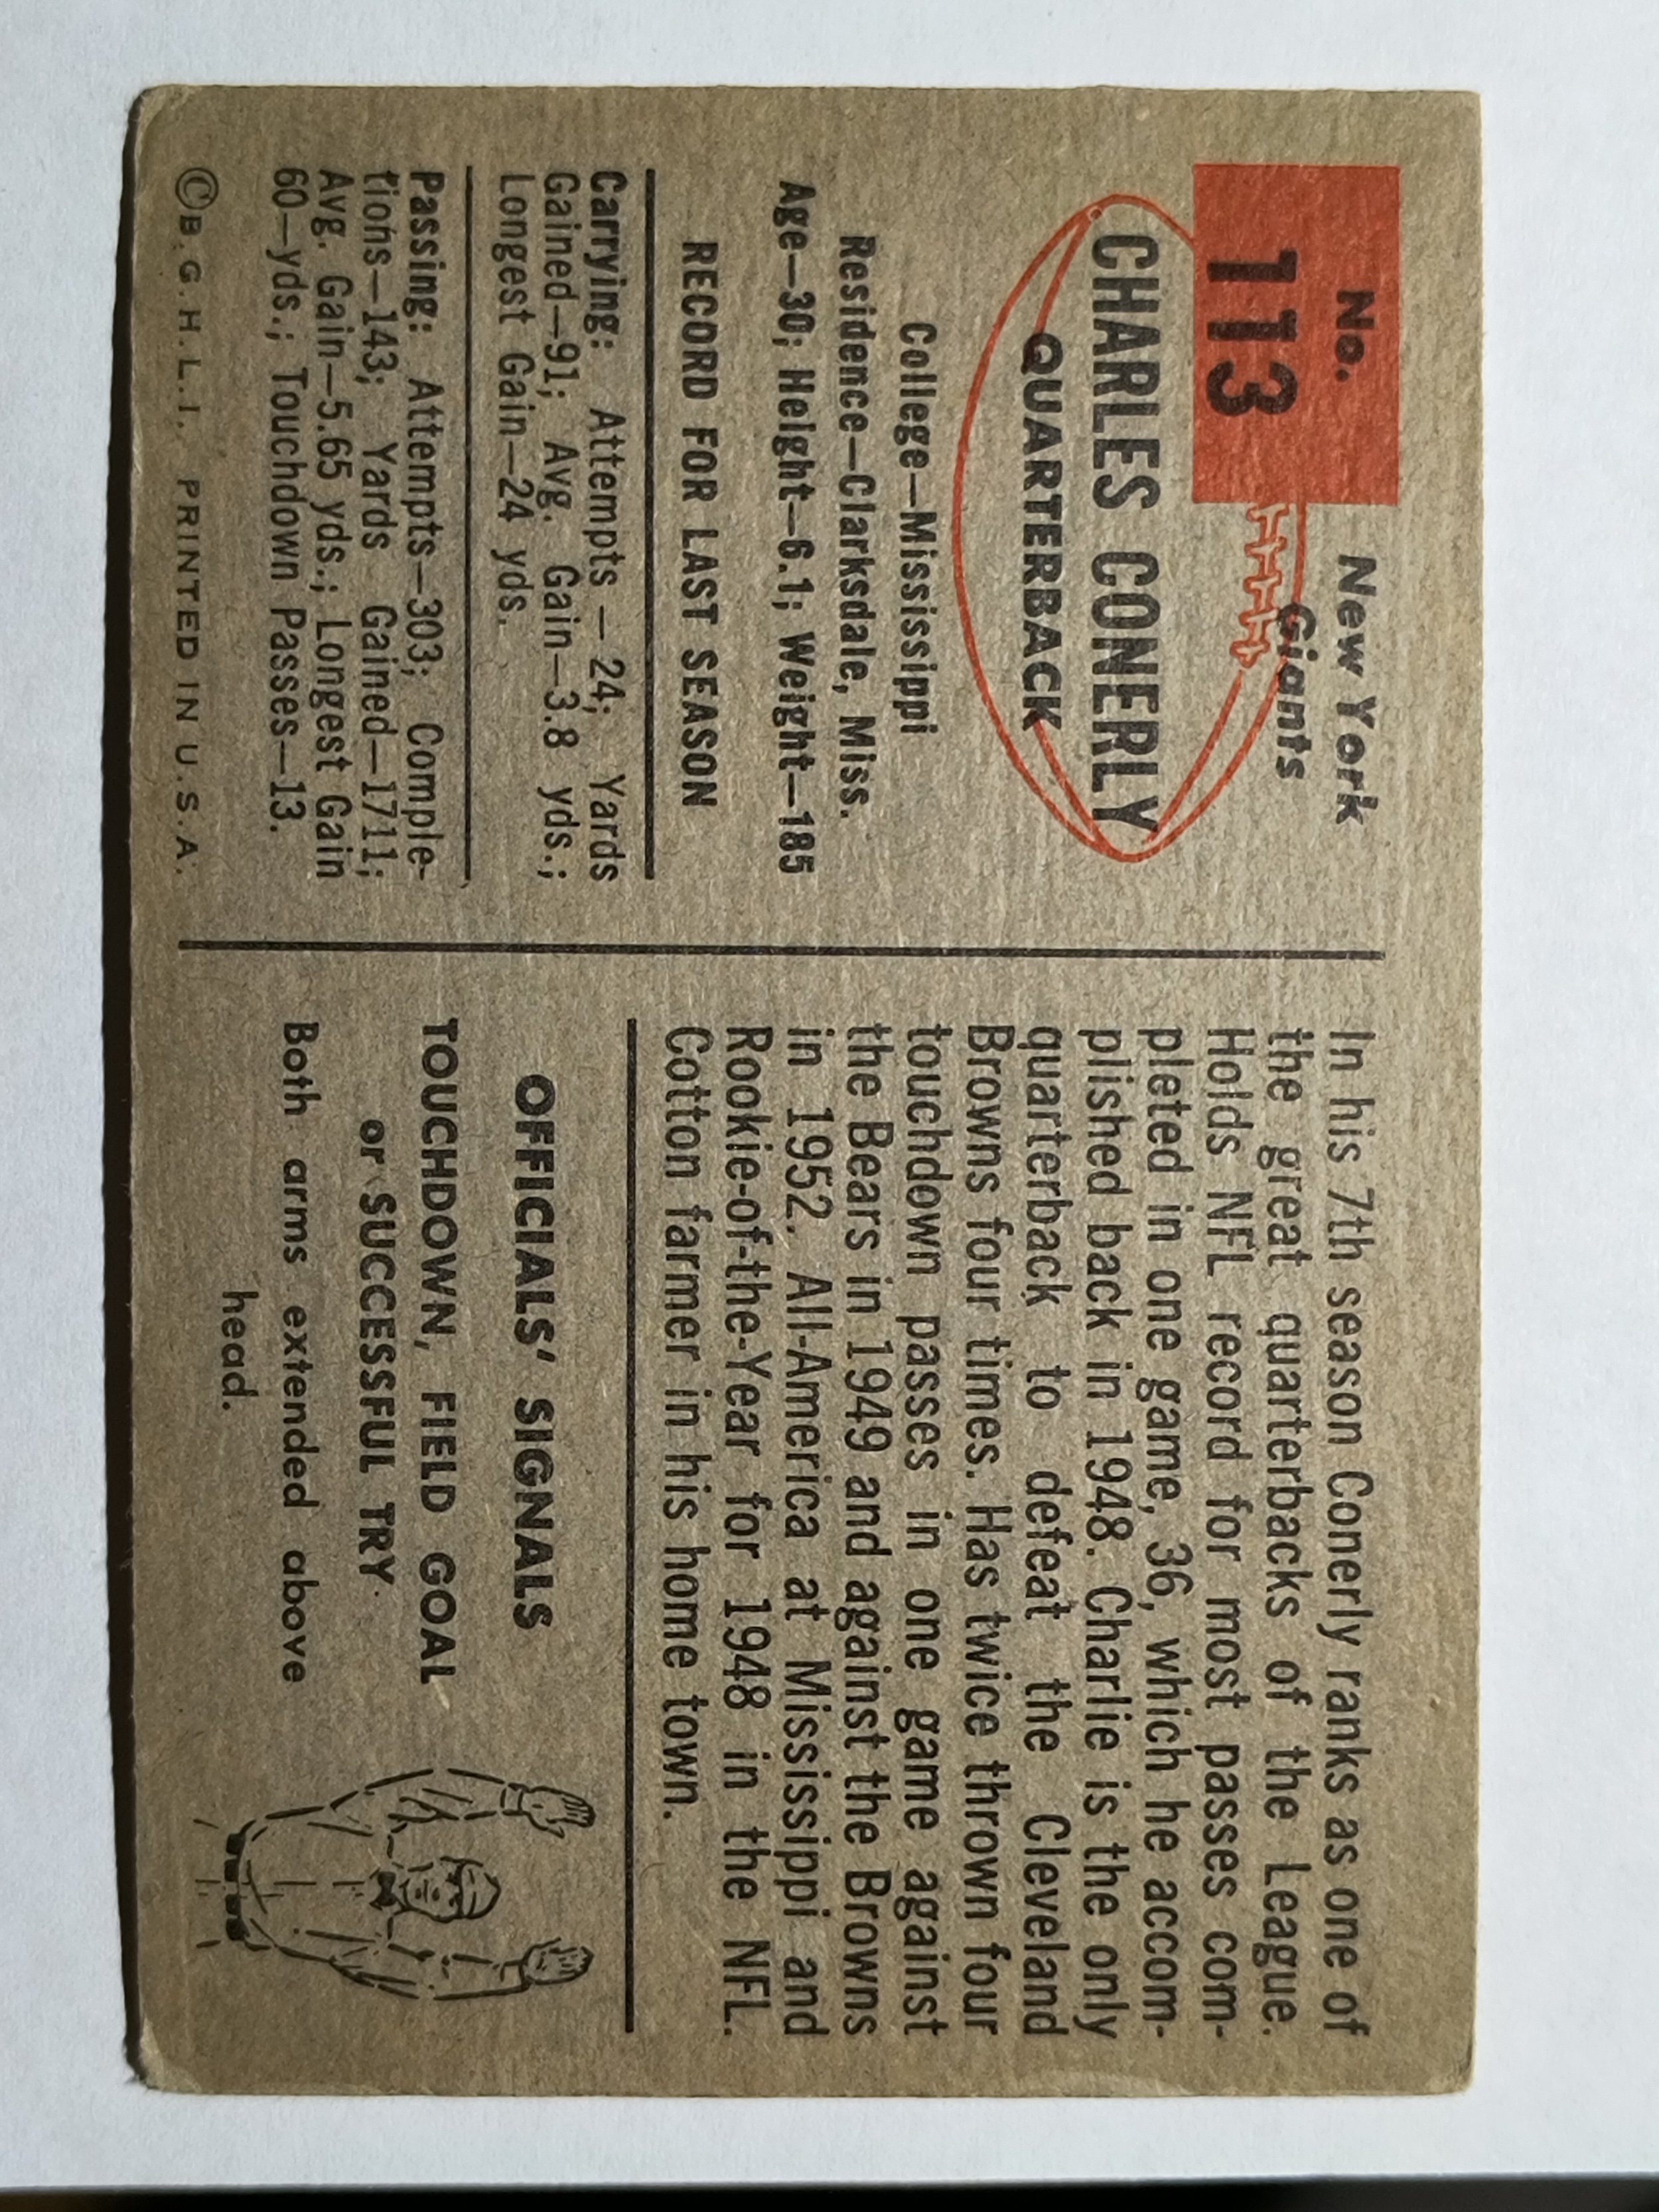 No.
113
New York
Giants
CHARLES CONERLY
QUARTERBACK
College—Mississippi
Residence—Clarksdale, Miss.
Age—30; Height—6.1; Weight—185
RECORD FOR LAST SEASON
Carrying: Attempts — 24; Yards
Gained—91; Avg. Gain—3.8 yds.;
Longest Gain—24 yds.
Passing: Attempts—303; Comple-
tions—143; Yards Gained—1711;
Avg. Gain—5.65 yds.; Longest Gain
60—yds.; Touchdown Passes—13.
©B.G.H.L.I. PRINTED IN U.S.A.
In his 7th season Conerly ranks as one of
the great quarterbacks of the League.
Holds NFL record for most passes com-
pleted in one game, 36, which he accom-
plished back in 1948. Charlie is the only
quarterback to defeat the Cleveland
Browns four times. Has twice thrown four
touchdown passes in one game against
the Bears in 1949 and against the Browns
in 1952. All-America at Mississippi and
Rookie-of-the-Year for 1948 in the NFL.
Cotton farmer in his home town.
OFFICIALS' SIGNALS
TOUCHDOWN, FIELD GOAL
or SUCCESSFUL TRY
Both arms extended above
head.